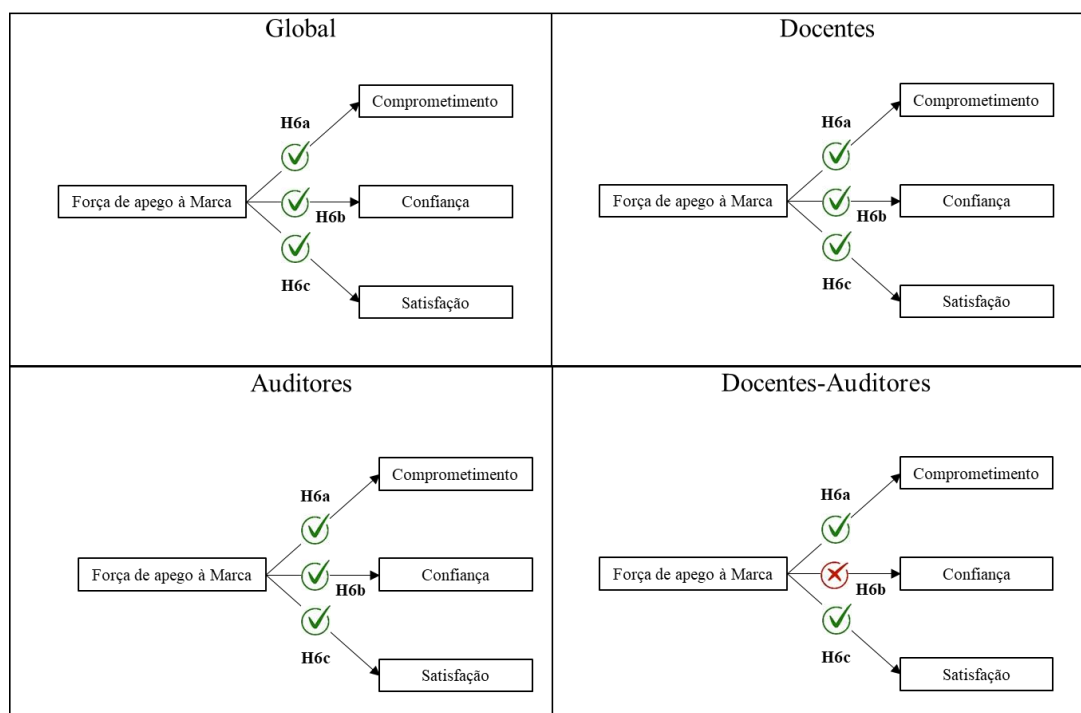 Global
Comprometimento
H6a
Força de apego à Marca
Confiança
H6b
H6c
Satisfação
Docentes
Comprometimento
H6a
Força de apego à Marca
Confiança
H6b
H6c
Satisfação
Auditores
Comprometimento
H6a
Força de apego à Marca
Confiança
H6b
H6c
Satisfação
Docentes-Auditores
Comprometimento
H6a
Força de apego à Marca
Confiança
H6b
H6c
Satisfação